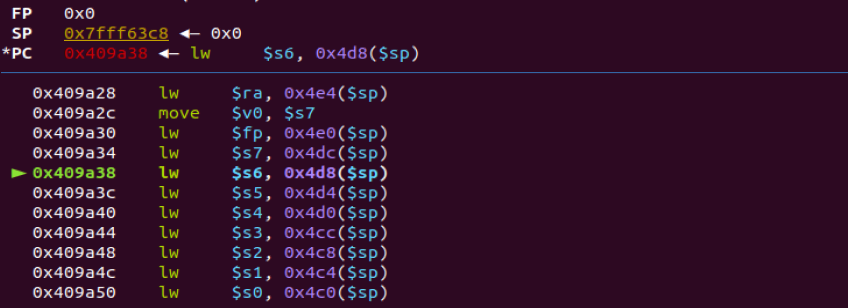 FP 0x0
SP 0x7fff63c8 ◂— 0x0
*PC 0x409a38 ◂— lw $s6, 0x4d8($sp)
0x409a28 lw $ra, 0x4e4($sp)
0x409a2c move $v0, $s7
0x409a30 lw $fp, 0x4e0($sp)
0x409a34 lw $s7, 0x4dc($sp)
► 0x409a38 lw $s6, 0x4d8($sp)
0x409a3c lw $s5, 0x4d4($sp)
0x409a40 lw $s4, 0x4d0($sp)
0x409a44 lw $s3, 0x4cc($sp)
0x409a48 lw $s2, 0x4c8($sp)
0x409a4c lw $s1, 0x4c4($sp)
0x409a50 lw $s0, 0x4c0($sp)